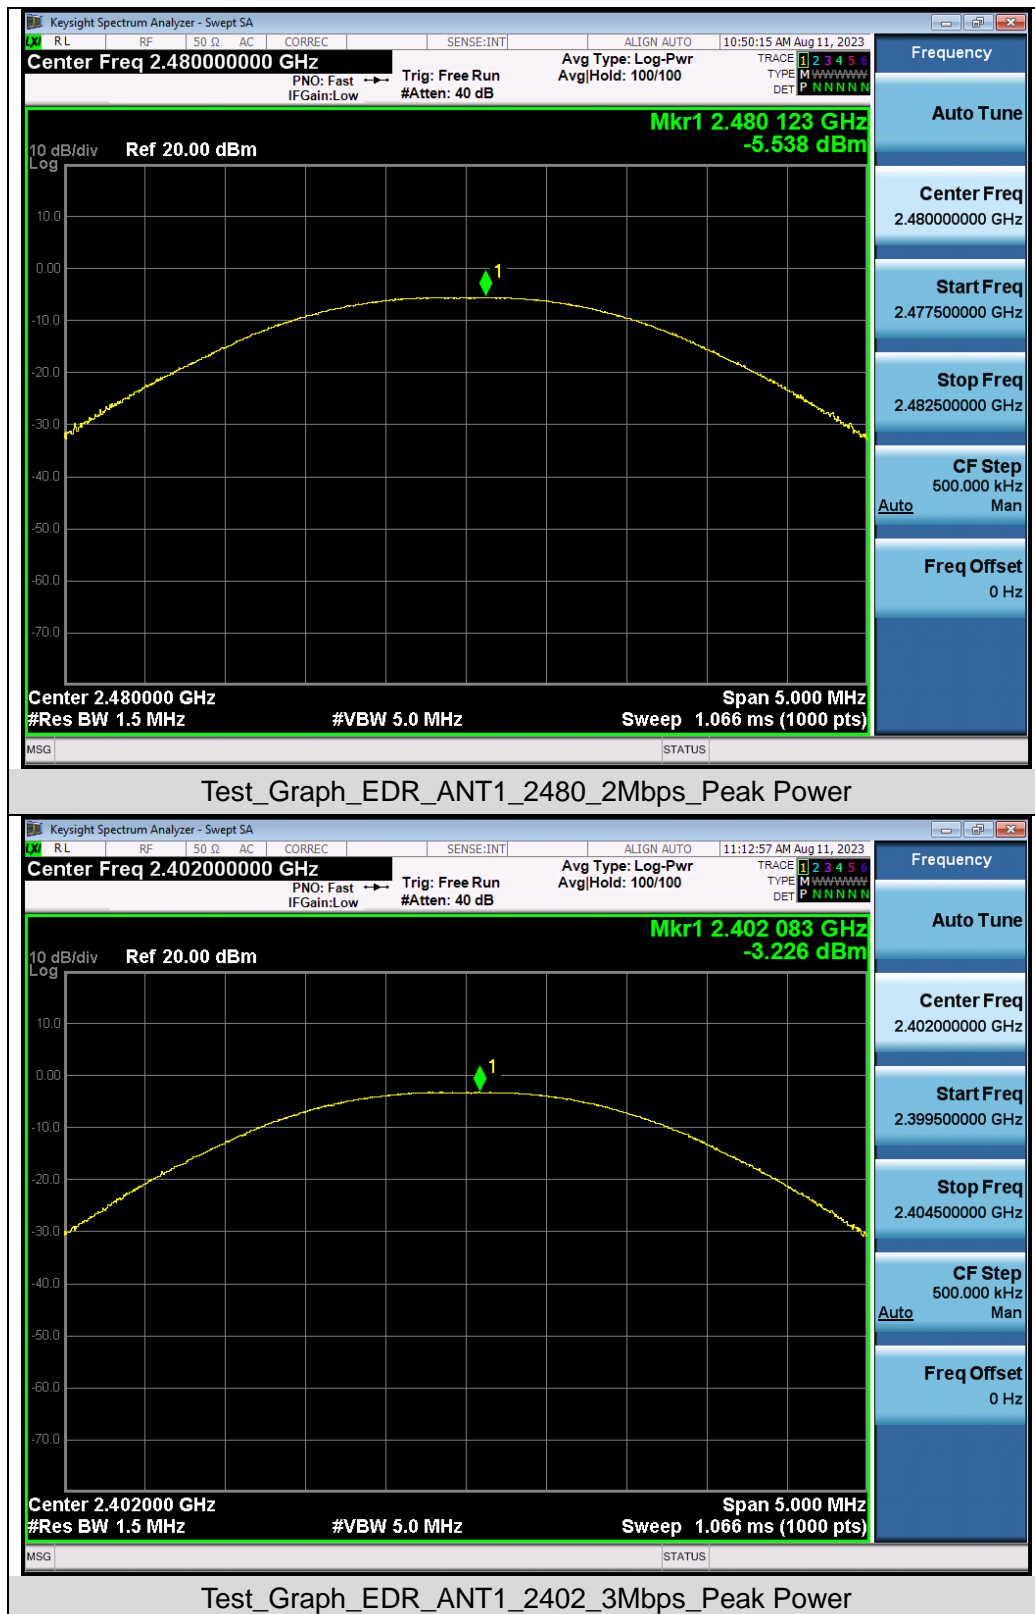 Keysight Spectrum Analyzer - Swept SA
LXI RL RF 50 Ω AC CORREC SENSE:INT ALIGN AUTO 10:50:15 AM Aug 11, 2023
Center Freq 2.480000000 GHz
PNO: Fast
IFGain:Low
Trig: Free Run
#Atten: 40 dB
Avg Type: Log-Pwr
Avg|Hold: 100/100
TRACE 1 2 3 4 5 6
TYPE M WWWWW
DET P N N N N N
Mkr1 2.480 123 GHz
-5.538 dBm
10 dB/div Ref 20.00 dBm
Log
10.0
0.00
-10.0
-20.0
-30.0
-40.0
-50.0
-60.0
-70.0
1
Center 2.480000 GHz Span 5.000 MHz
#Res BW 1.5 MHz #VBW 5.0 MHz Sweep 1.066 ms (1000 pts)
MSG STATUS
Frequency
Auto Tune
Center Freq
2.480000000 GHz
Start Freq
2.477500000 GHz
Stop Freq
2.482500000 GHz
CF Step
500.000 kHz
Auto Man
Freq Offset
0 Hz
Test_Graph_EDR_ANT1_2480_2Mbps_Peak Power
Keysight Spectrum Analyzer - Swept SA
LXI RL RF 50 Ω AC CORREC SENSE:INT ALIGN AUTO 11:12:57 AM Aug 11, 2023
Center Freq 2.402000000 GHz
PNO: Fast
IFGain:Low
Trig: Free Run
#Atten: 40 dB
Avg Type: Log-Pwr
Avg|Hold: 100/100
TRACE 1 2 3 4 5 6
TYPE M WWWWW
DET P N N N N N
Mkr1 2.402 083 GHz
-3.226 dBm
10 dB/div Ref 20.00 dBm
Log
10.0
0.00
-10.0
-20.0
-30.0
-40.0
-50.0
-60.0
-70.0
1
Center 2.402000 GHz Span 5.000 MHz
#Res BW 1.5 MHz #VBW 5.0 MHz Sweep 1.066 ms (1000 pts)
MSG STATUS
Frequency
Auto Tune
Center Freq
2.402000000 GHz
Start Freq
2.399500000 GHz
Stop Freq
2.404500000 GHz
CF Step
500.000 kHz
Auto Man
Freq Offset
0 Hz
Test_Graph_EDR_ANT1_2402_3Mbps_Peak Power